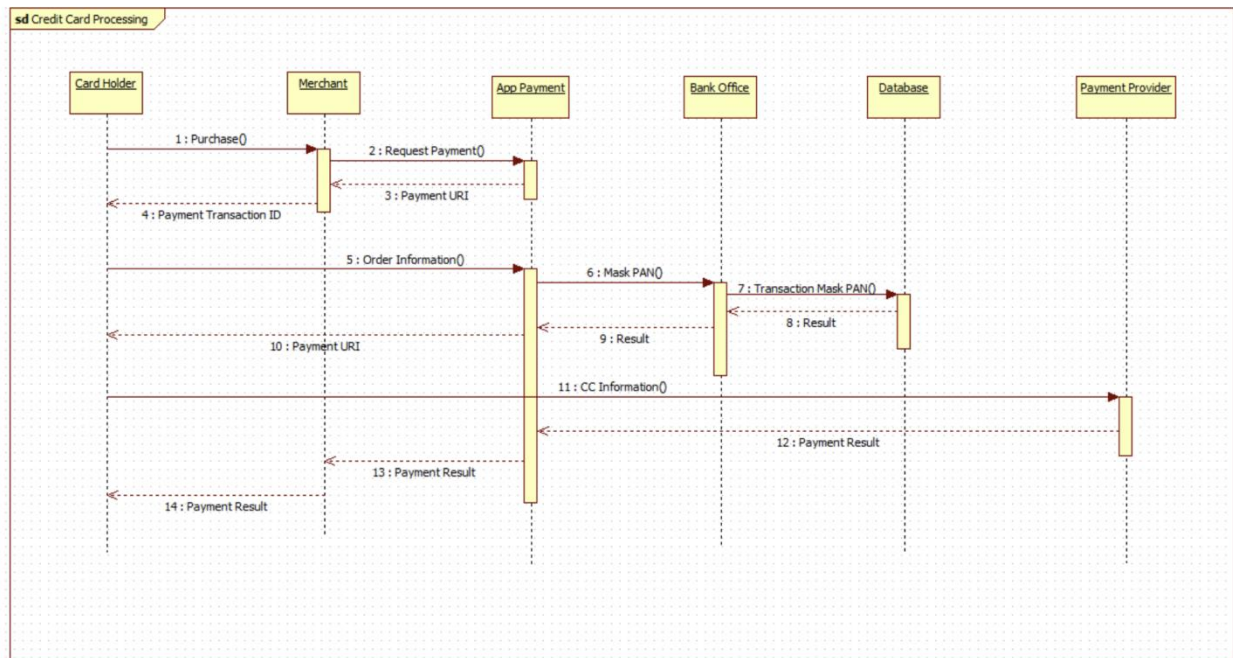 sd Credit Card Processing
Card Holder
Merchant
App Payment
Bank Office
Database
Payment Provider
1 : Purchase()
2 : Request Payment()
3 : Payment URI
4 : Payment Transaction ID
5 : Order Information()
6 : Mask PAN()
7 : Transaction Mask PAN()
8 : Result
9 : Result
10 : Payment URI
11 : CC Information()
12 : Payment Result
13 : Payment Result
14 : Payment Result